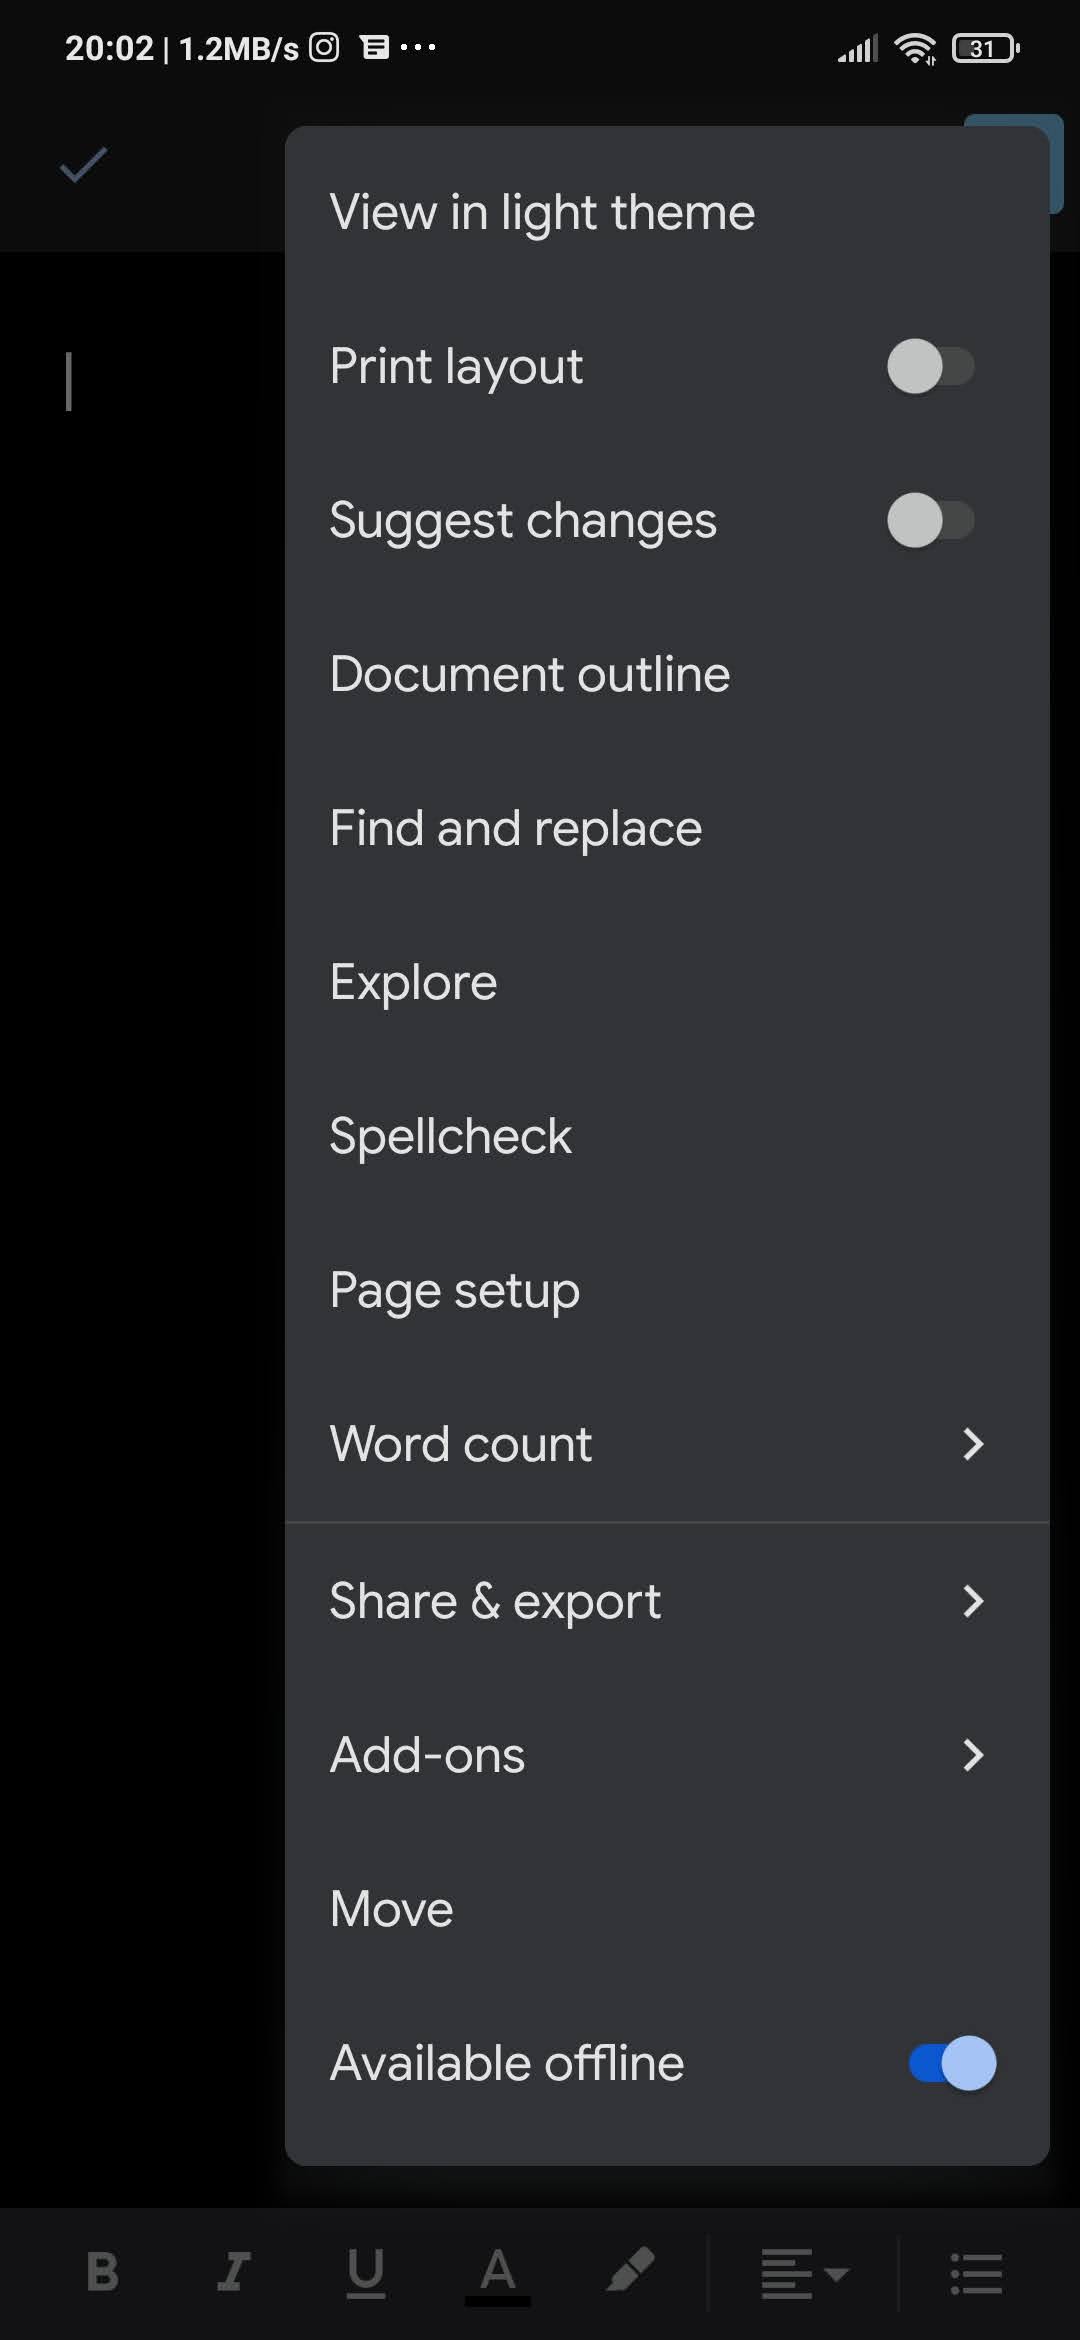 20:02 | 1.2MB/s
31
View in light theme
Print layout
Suggest changes
Document outline
Find and replace
Explore
Spellcheck
Page setup
Word count
Share & export
Add-ons
Move
Available offline
B I U A